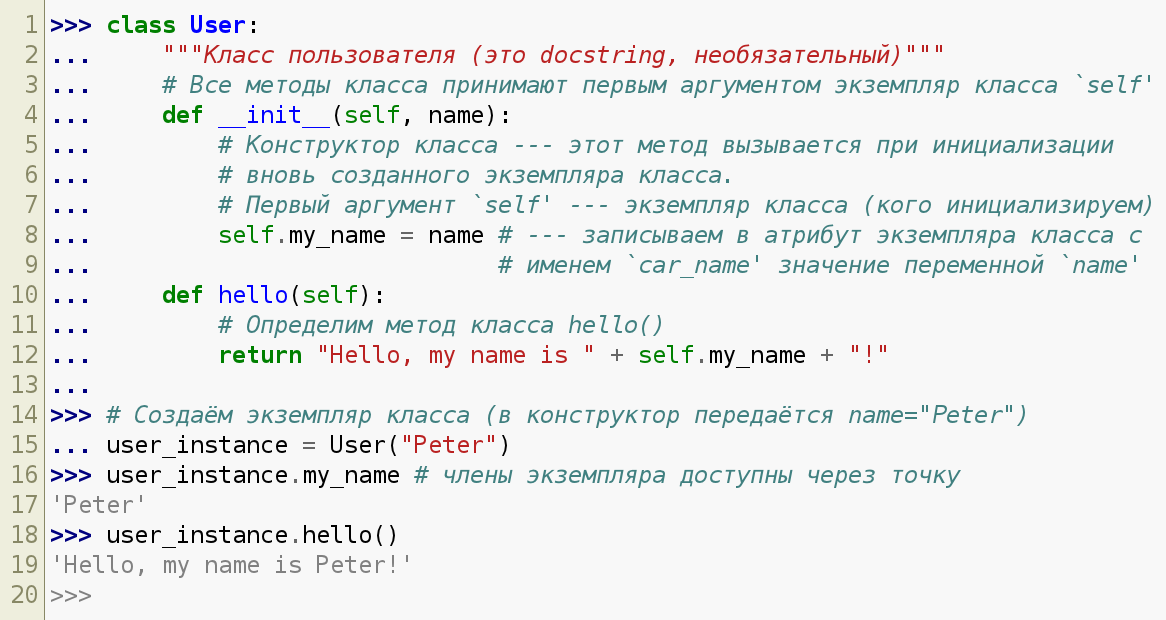 1 >>> class User:
2 ...     """Класс пользователя (это docstring, необязательный)"""
3 ...     # Все методы класса принимают первым аргументом экземпляр класса `self'
4 ...     def __init__(self, name):
5 ...         # Конструктор класса --- этот метод вызывается при инициализации
6 ...         # вновь созданного экземпляра класса.
7 ...         # Первый аргумент `self' --- экземпляр класса (кого инициализируем)
8 ...         self.my_name = name # --- записываем в атрибут экземпляра класса с
9 ...                             # именем `car_name' значение переменной `name'
10 ...     def hello(self):
11 ...         # Определим метод класса hello()
12 ...         return "Hello, my name is " + self.my_name + "!"
13 ...
14 >>> # Создаём экземпляр класса (в конструктор передаётся name="Peter")
15 ... user_instance = User("Peter")
16 >>> user_instance.my_name # члены экземпляра доступны через точку
17 'Peter'
18 >>> user_instance.hello()
19 'Hello, my name is Peter!'
20 >>>